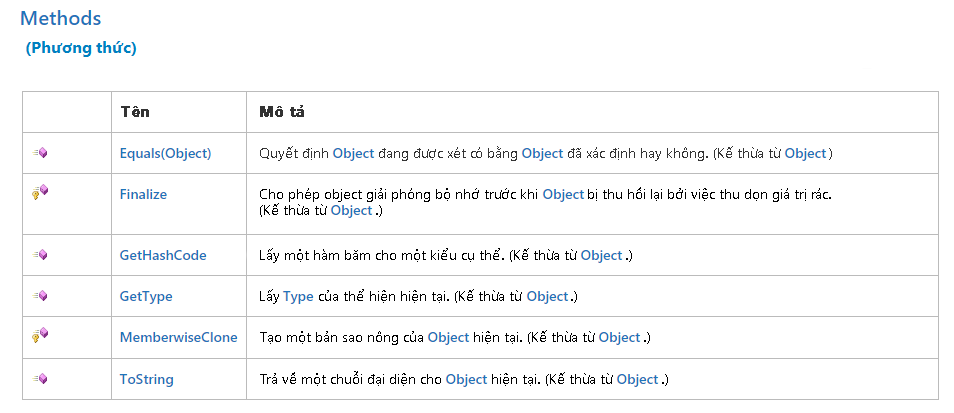 Methods
(Phương thức)
Tên Mô tả
Equals(Object) Quyết định Object đang được xét có bằng Object đã xác định hay không. (Kế thừa từ Object)
Finalize Cho phép object giải phóng bộ nhớ trước khi Object bị thu hồi lại bởi việc thu dọn giá trị rác.
(Kế thừa từ Object.)
GetHashCode Lấy một hàm băm cho một kiểu cụ thể. (Kế thừa từ Object.)
GetType Lấy Type của thể hiện hiện tại. (Kế thừa từ Object.)
MemberwiseClone Tạo một bản sao nông của Object hiện tại. (Kế thừa từ Object.)
ToString Trả về một chuỗi đại diện cho Object hiện tại. (Kế thừa từ Object.)